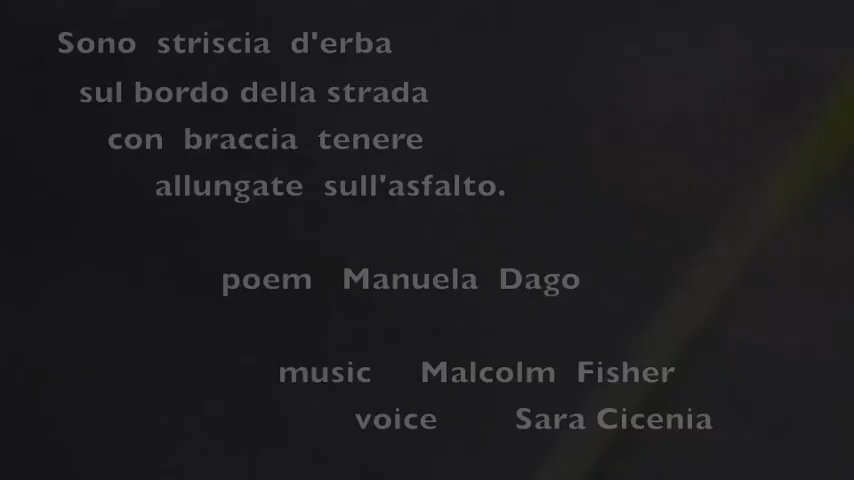 Sono striscia d'erba
sul bordo della strada
con braccia tenere
allungate sull'asfalto.
poem Manuela Dago
music Malcolm Fisher
voice Sara Cicenia